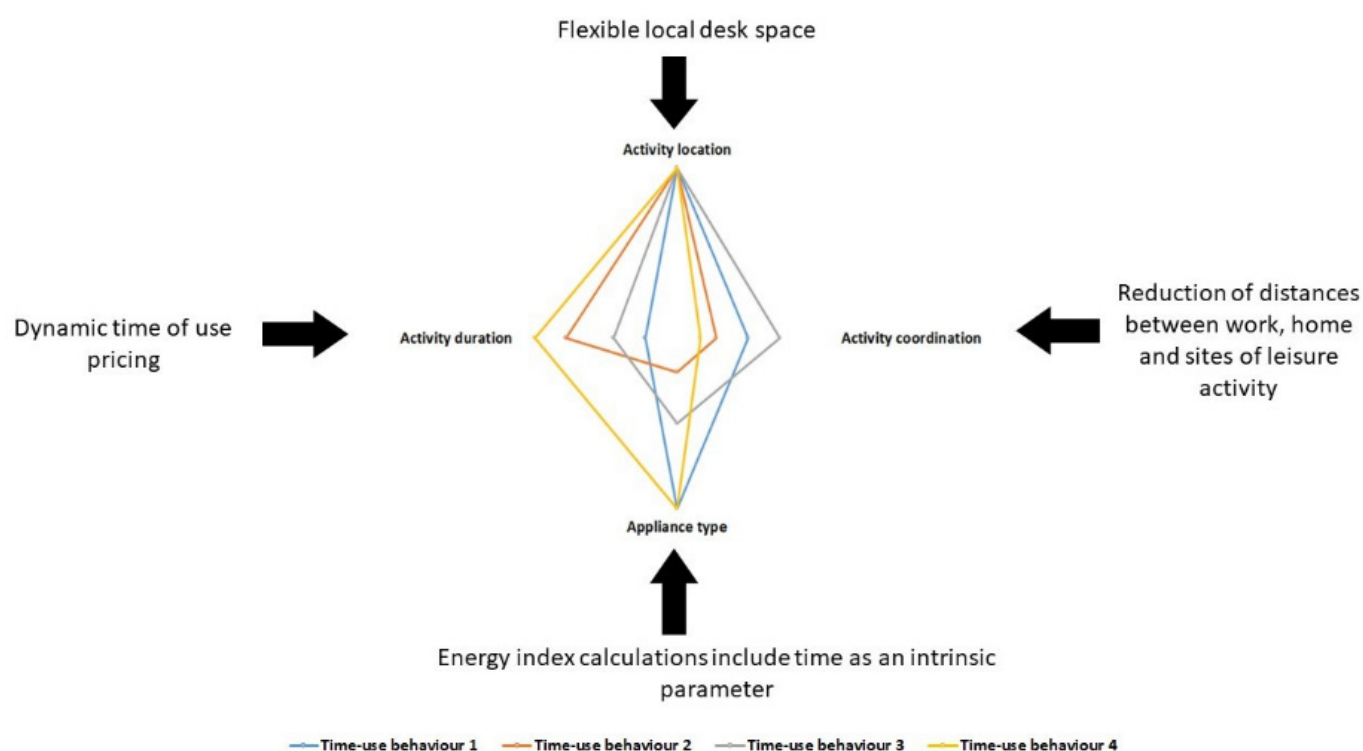 Flexible local desk space
Activity location
Dynamic time of use
pricing
Activity duration
Activity coordination
Reduction of distances
between work, home
and sites of leisure
activity
Appliance type
Energy index calculations include time as an intrinsic
parameter
Time-use behaviour 1
Time-use behaviour 2
Time-use behaviour 3
Time-use behaviour 4